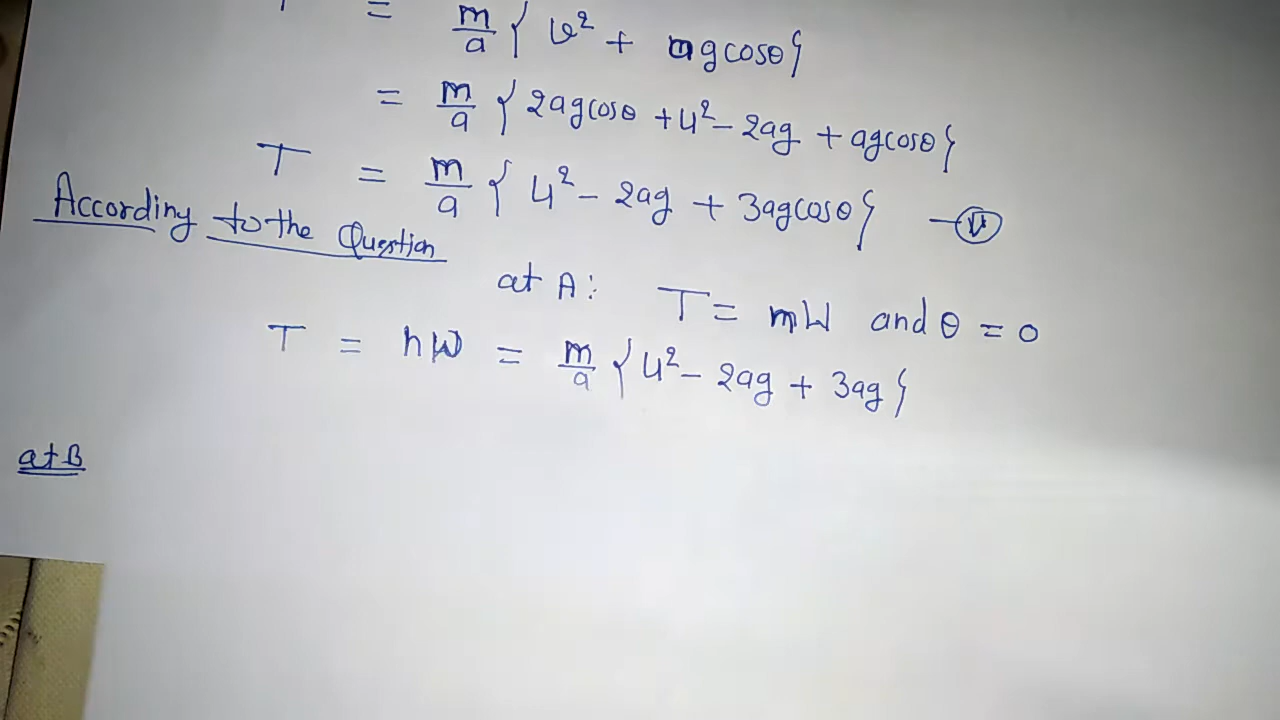 = m/a { v² + agcosθ}
= m/a { 2agcosθ + u² - 2ag + agcosθ}
T = m/a { u² - 2ag + 3agcosθ} —(V)
According to the Question
at A: T = mW and θ = 0
T = nW = m/a { u² - 2ag + 3ag}
at B